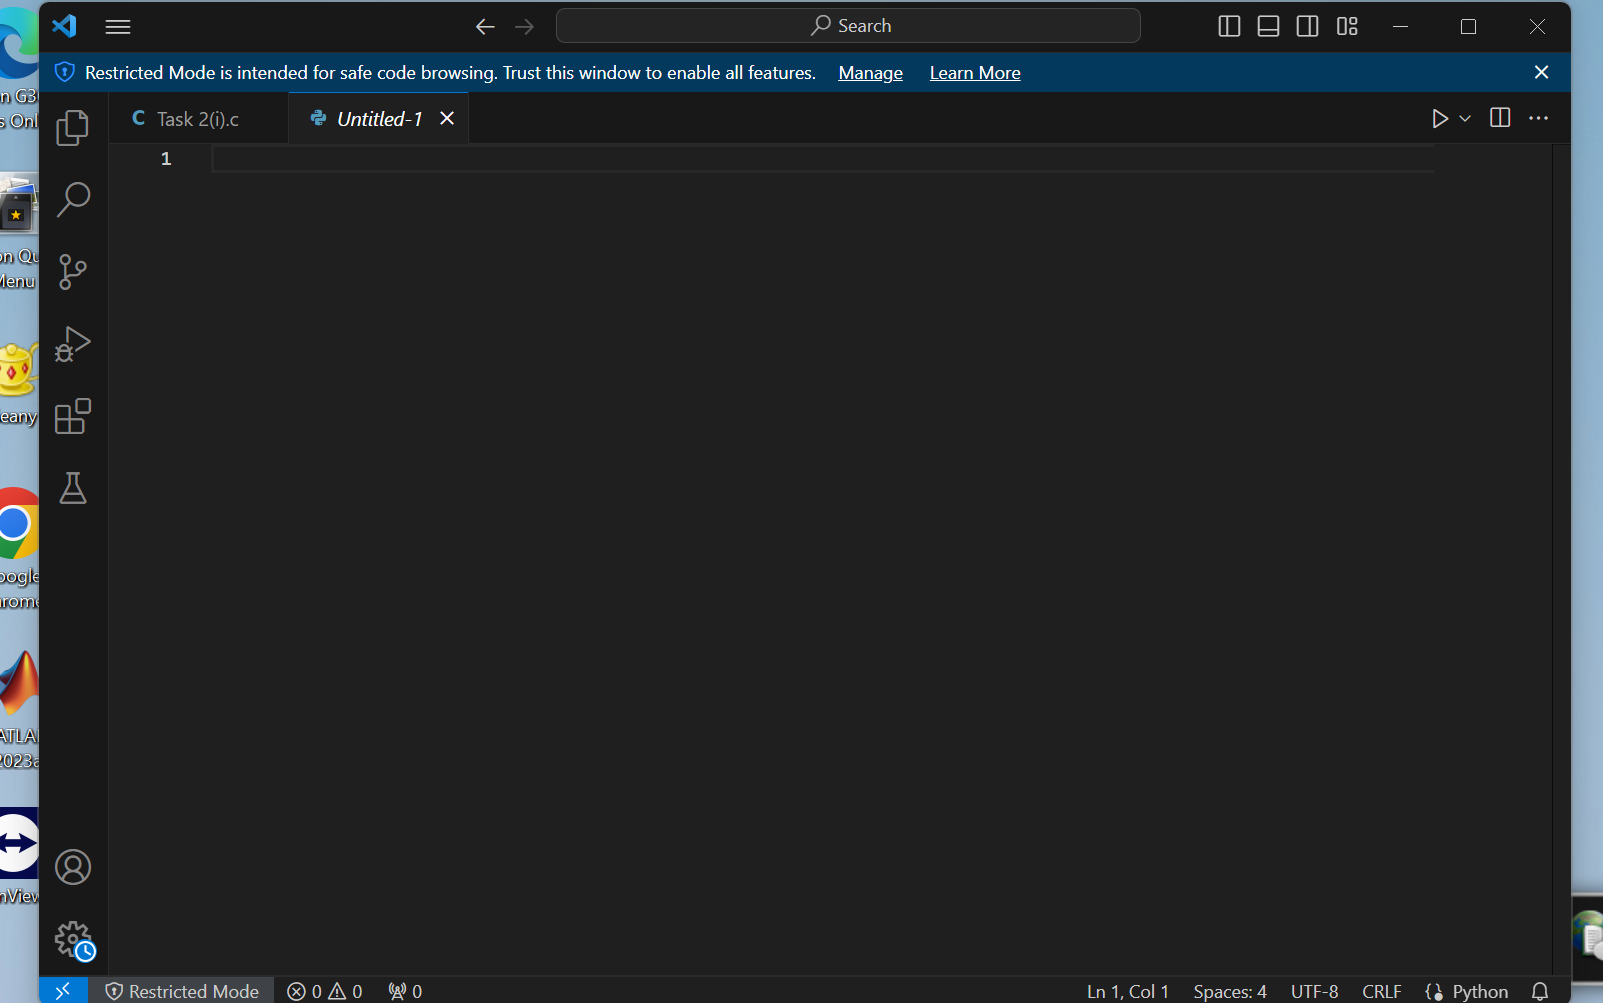 Search
Restricted Mode is intended for safe code browsing. Trust this window to enable all features. Manage Learn More
C Task 2(i).c Untitled-1
1
n G3
s Onl
on Qu
Menu
eany
oogle
hrome
ATLA
2023a
mView
Restricted Mode 0 0 0 Ln 1, Col 1 Spaces: 4 UTF-8 CRLF Python